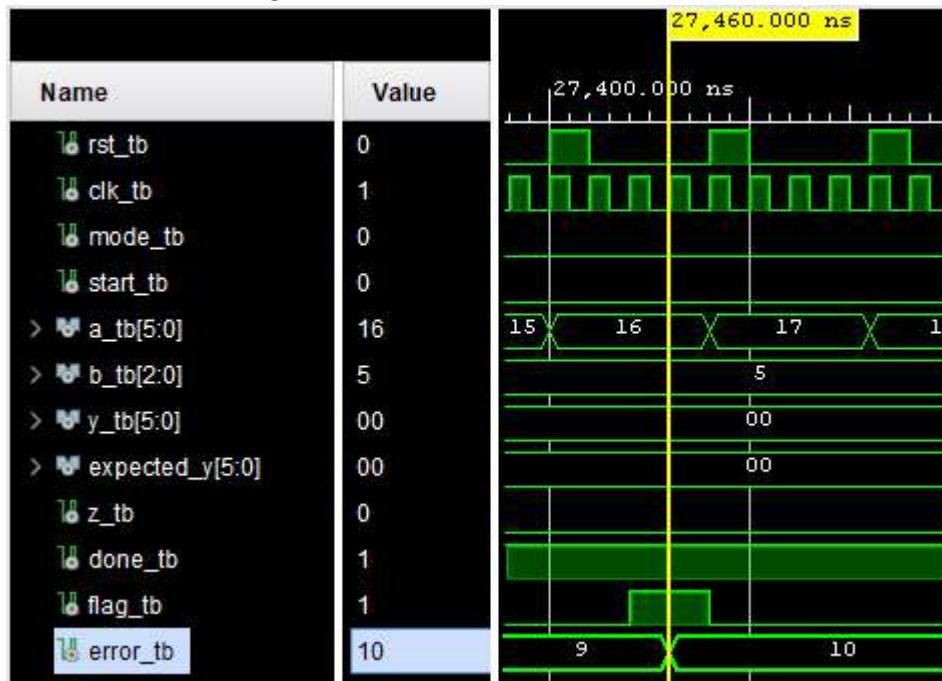 27,460.000 ns
Name Value 27,400.000 ns
rst_tb 0
clk_tb 1
mode_tb 0
start_tb 0
a_tb[5:0] 16 15 16 17 1
b_tb[2:0] 5 5
y_tb[5:0] 00 00
expected_y[5:0] 00 00
z_tb 0
done_tb 1
flag_tb 1
error_tb 10 9 10